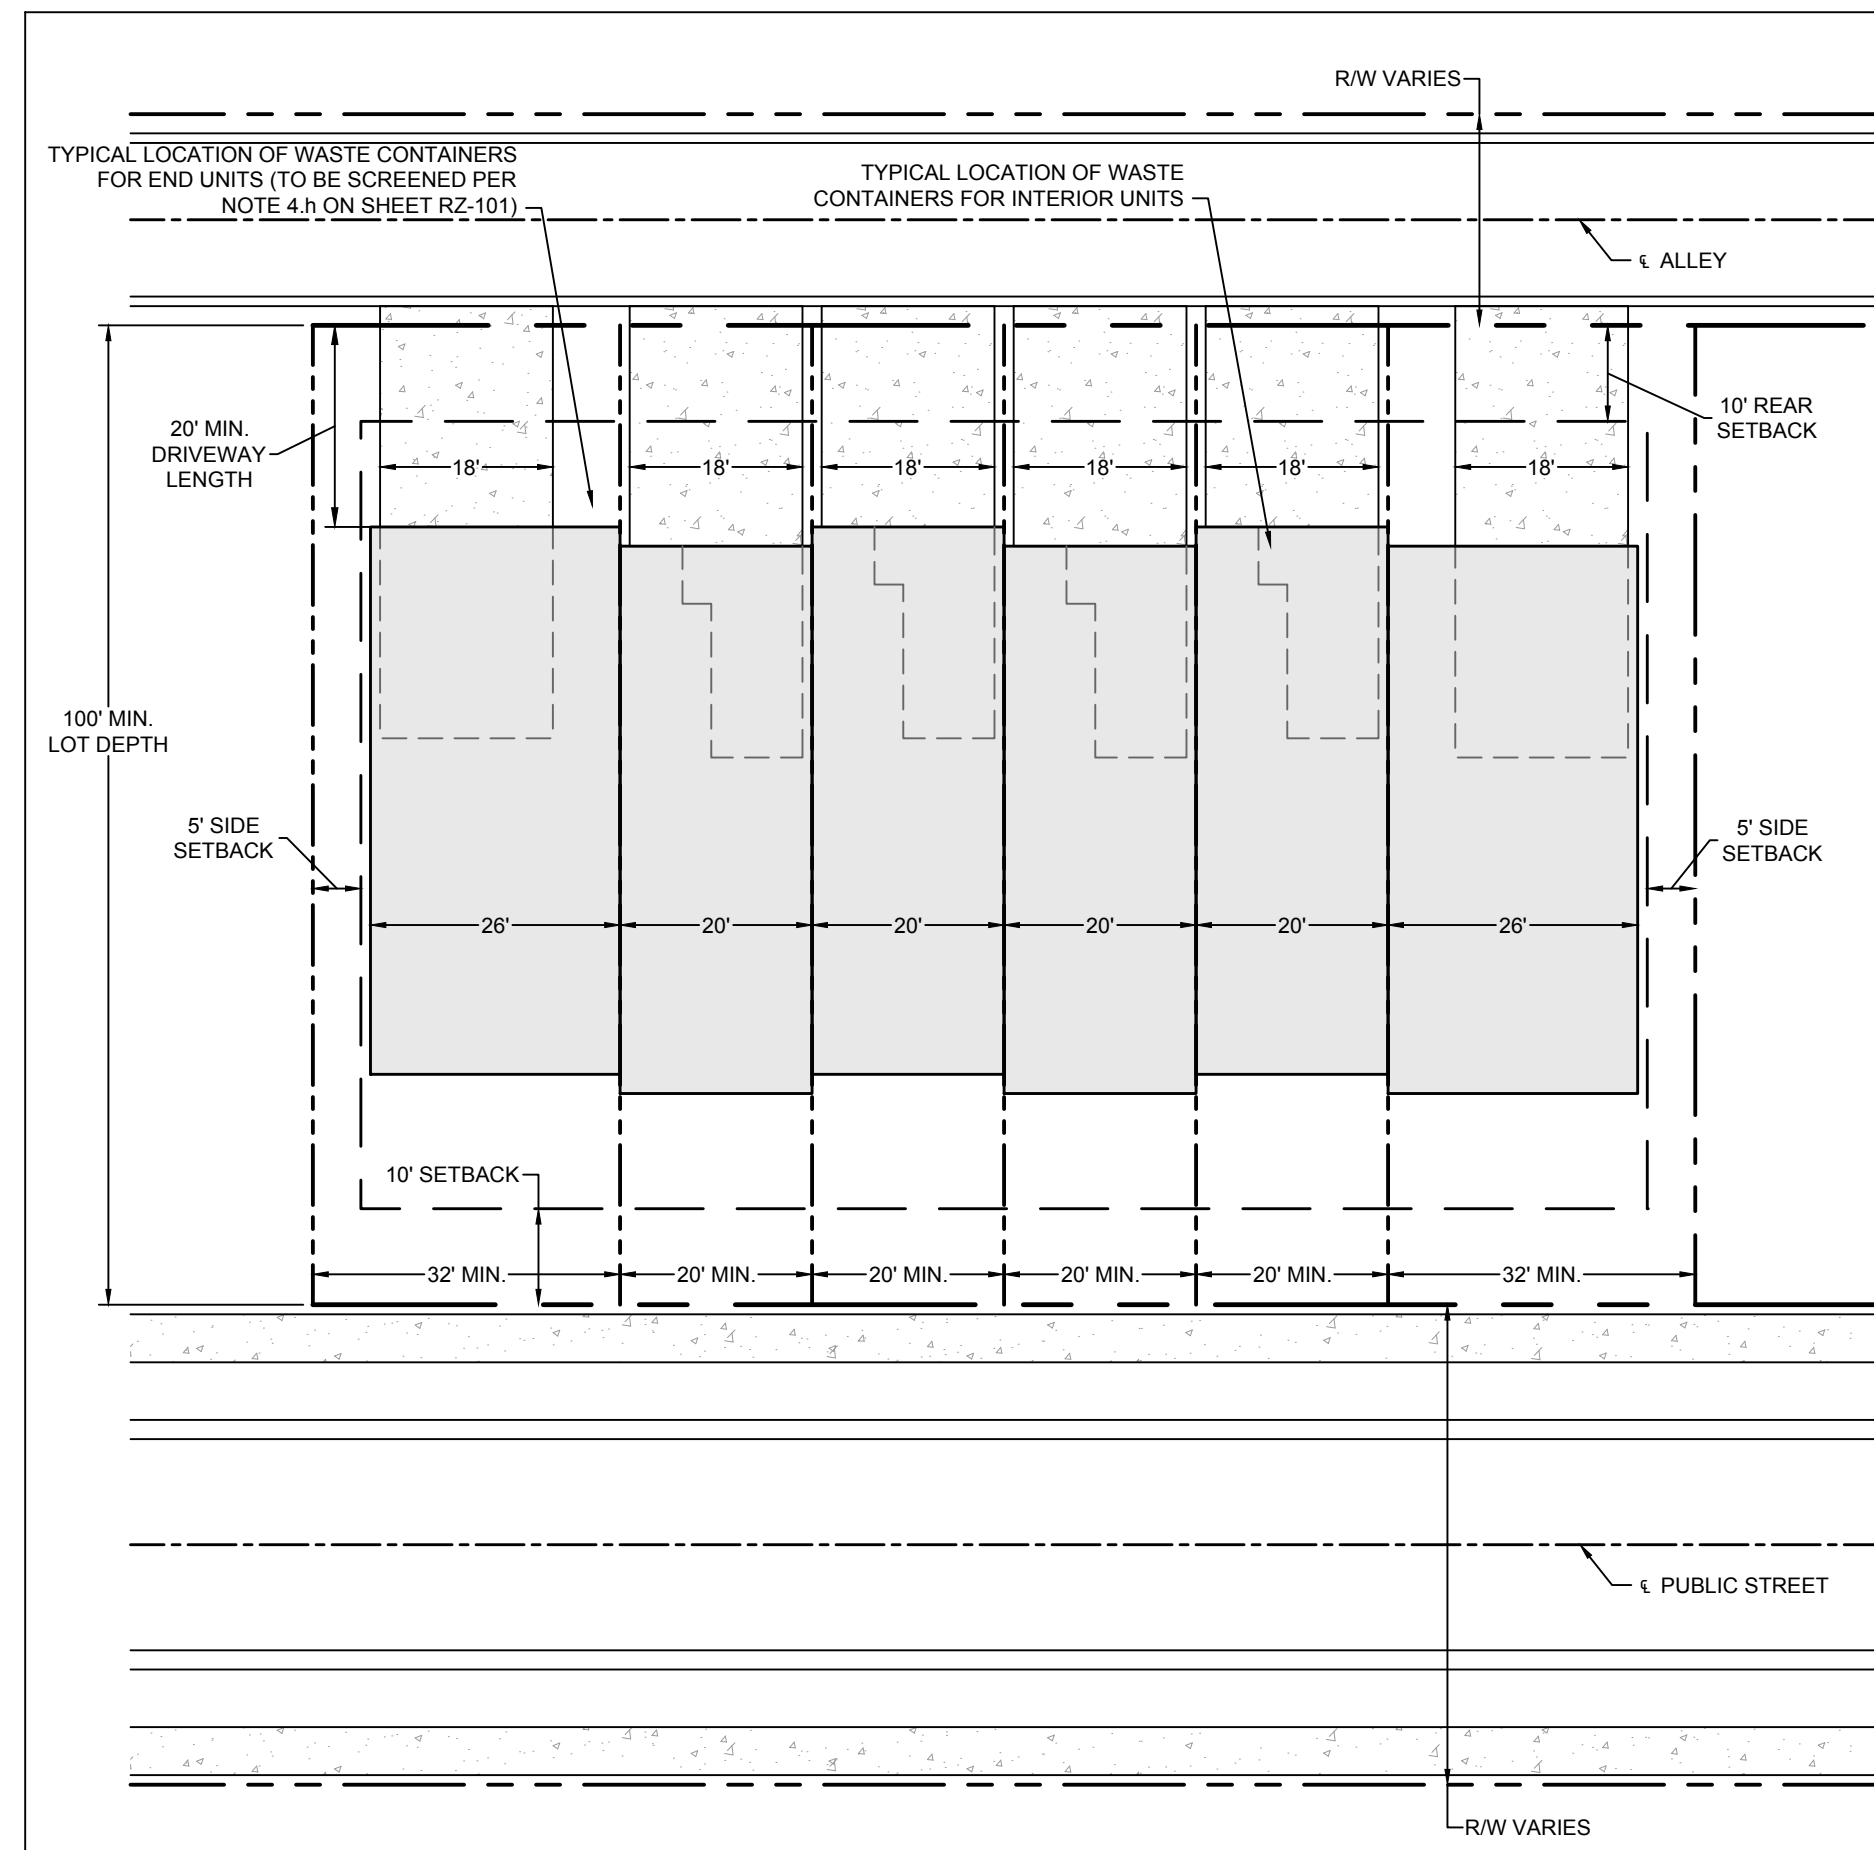 R/W VARIES
TYPICAL LOCATION OF WASTE CONTAINERS
FOR END UNITS (TO BE SCREENED PER
NOTE 4.h ON SHEET RZ-101)
TYPICAL LOCATION OF WASTE
CONTAINERS FOR INTERIOR UNITS
℄ ALLEY
20' MIN.
DRIVEWAY
LENGTH
10' REAR
SETBACK
18' 18' 18' 18' 18' 18'
100' MIN.
LOT DEPTH
5' SIDE
SETBACK
5' SIDE
SETBACK
26' 20' 20' 20' 20' 26'
10' SETBACK
32' MIN. 20' MIN. 20' MIN. 20' MIN. 20' MIN. 32' MIN.
℄ PUBLIC STREET
R/W VARIES